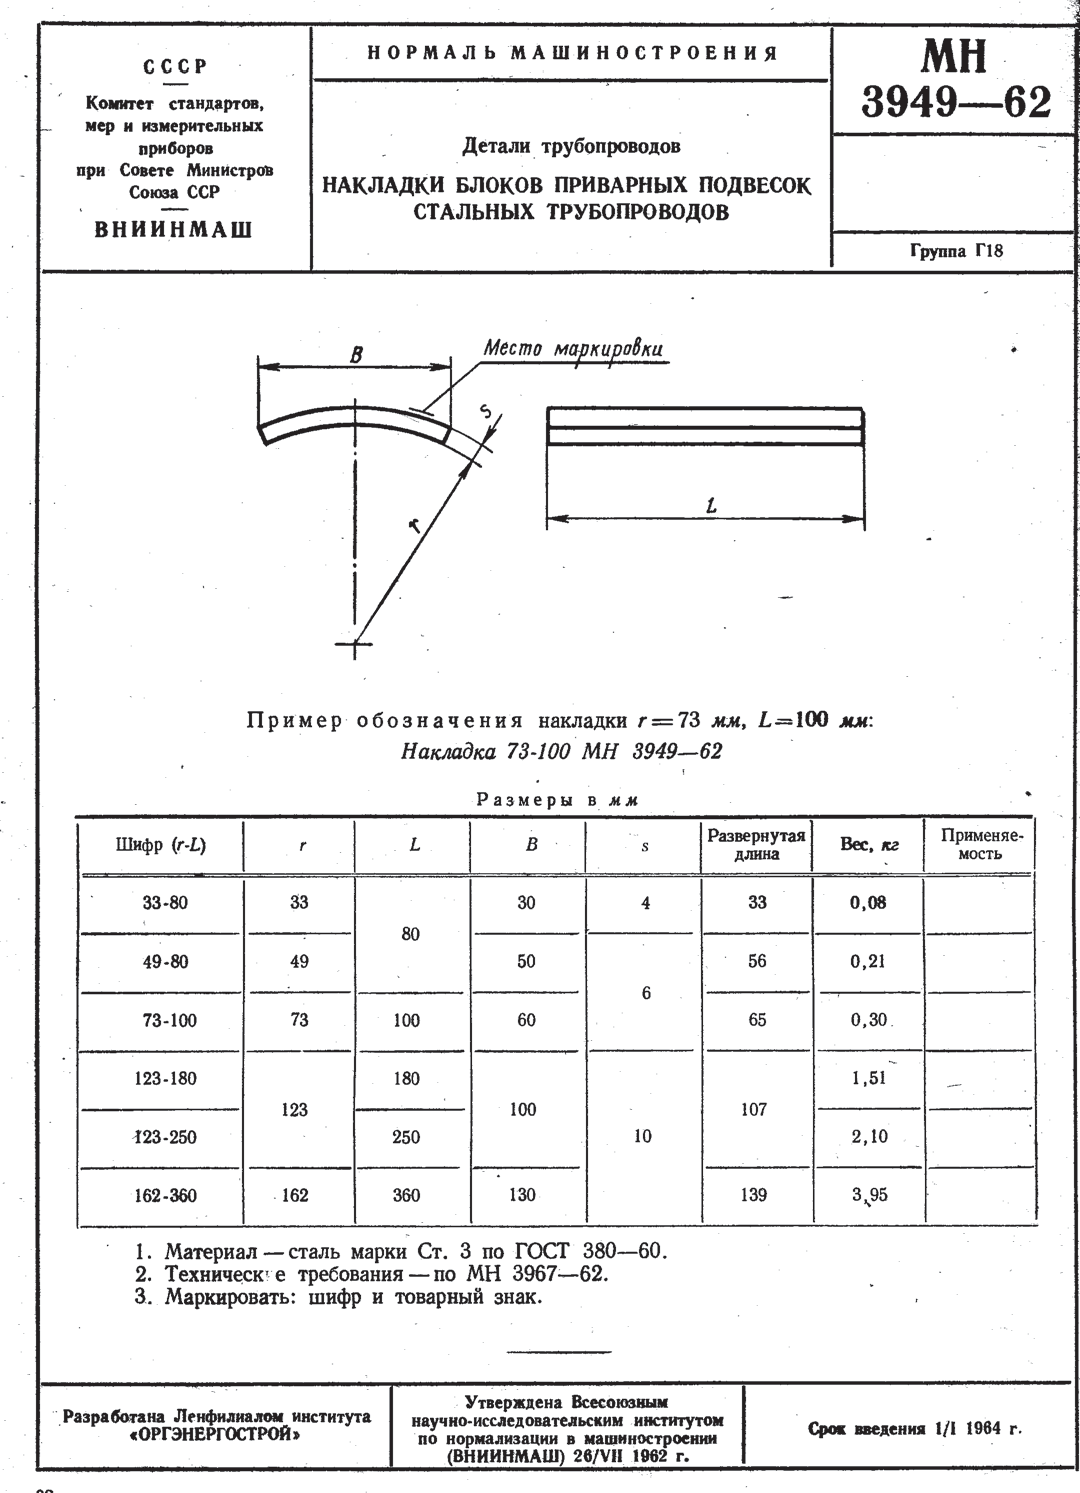 СССР
Комитет стандартов,
мер и измерительных
приборов
при Совете Министров
Союза ССР
ВНИИНМАШ
НОРМАЛЬ МАШИНОСТРОЕНИЯ
Детали трубопроводов
НАКЛАДКИ БЛОКОВ ПРИВАРНЫХ ПОДВЕСОК
СТАЛЬНЫХ ТРУБОПРОВОДОВ
МН
3949—62
Группа Г18
B
Место маркировки
s
r
L
Пример обозначения накладки r=73 мм, L=100 мм:
Накладка 73-100 МН 3949—62
Размеры в мм
Шифр (r-L) r L B s Развернутая длина Вес, кг Применяе-мость
33-80 33 80 30 4 33 0,08
49-80 49 50 6 56 0,21
73-100 73 100 60 65 0,30
123-180 123 180 100 10 107 1,51
123-250 250 2,10
162-360 162 360 130 139 3,95
1. Материал — сталь марки Ст. 3 по ГОСТ 380—60.
2. Техническ е требования — по МН 3967—62.
3. Маркировать: шифр и товарный знак.
Разработана Ленфилиалом института
«ОРГЭНЕРГОСТРОЙ»
Утверждена Всесоюзным
научно-исследовательским институтом
по нормализации в машиностроении
(ВНИИНМАШ) 26/VII 1962 г.
Срок введения 1/I 1964 г.